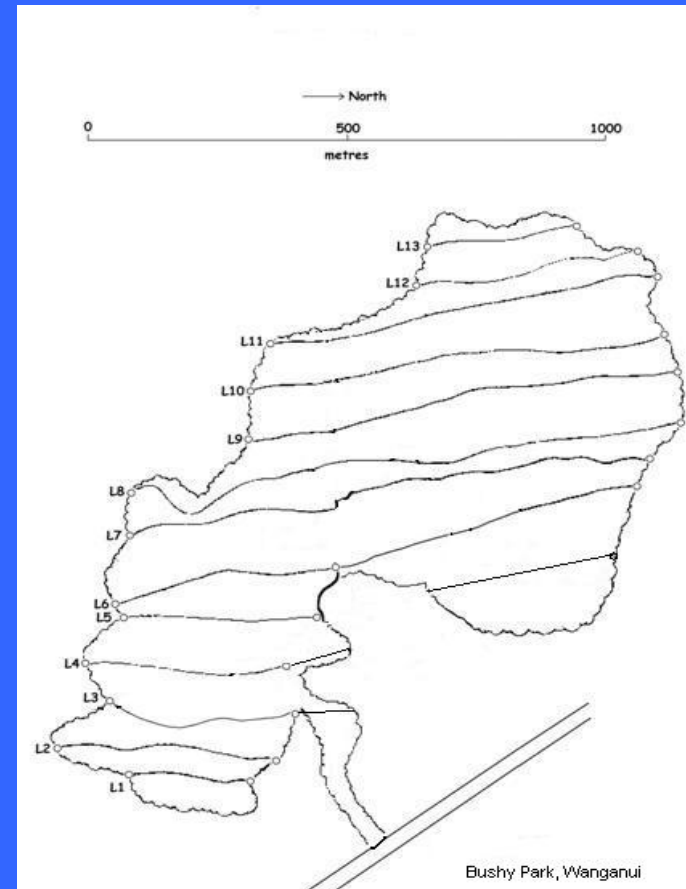 North
0 500 1000
metres
L13
L12
L11
L10
L9
L8
L7
L6
L5
L4
L3
L2
L1
Bushy Park, Wanganui